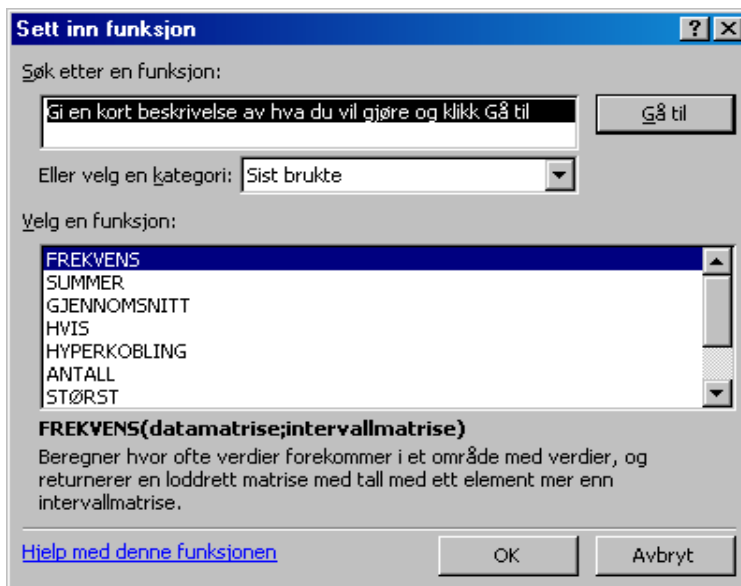 Sett inn funksjon
Søk etter en funksjon:
Gi en kort beskrivelse av hva du vil gjøre og klikk Gå til
Gå til
Eller velg en kategori: Sist brukte
Velg en funksjon:
FREKVENS
SUMMER
GJENNOMSNITT
HVIS
HYPERKOBLING
ANTALL
STØRST
FREKVENS(datamatrise;intervallmatrise)
Beregner hvor ofte verdier forekommer i et område med verdier, og
returnerer en loddrett matrise med tall med ett element mer enn
intervallmatrise.
Hjelp med denne funksjonen
OK
Avbryt